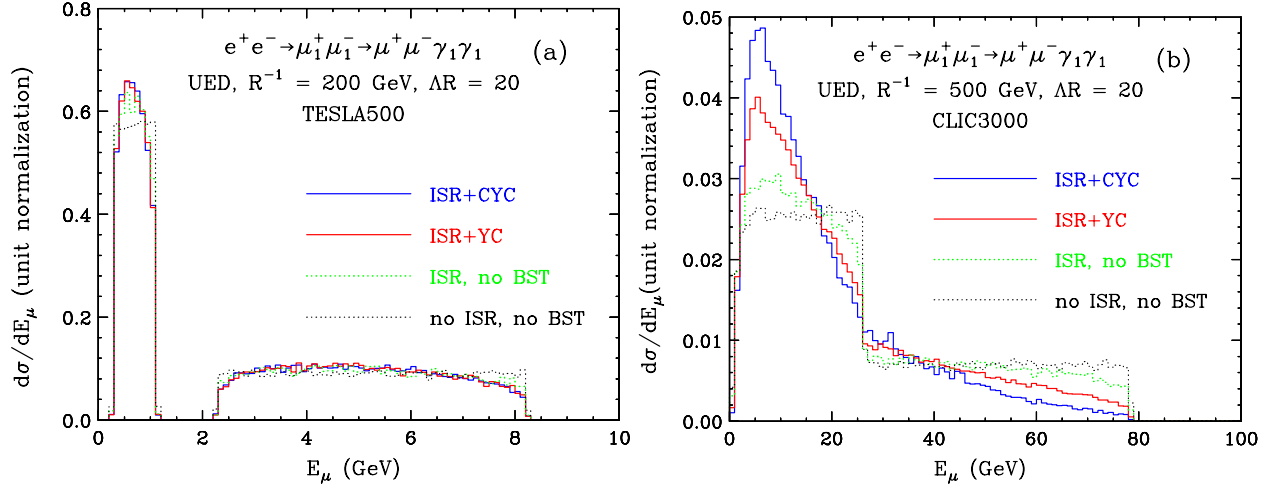 0.8
0.6
0.4
0.2
0.0
dσ/dE_μ (unit normalization)
e⁺e⁻→μ₁⁺μ₁⁻→μ⁺μ⁻γ₁γ₁
(a)
UED, R⁻¹ = 200 GeV, ΛR = 20
TESLA500
ISR+CYC
ISR+YC
ISR, no BST
no ISR, no BST
0 2 4 6 8 10
E_μ (GeV)
0.05
0.04
0.03
0.02
0.01
0.00
dσ/dE_μ(unit normalization)
e⁺e⁻→μ₁⁺μ₁⁻→μ⁺μ⁻γ₁γ₁
(b)
UED, R⁻¹ = 500 GeV, ΛR = 20
CLIC3000
ISR+CYC
ISR+YC
ISR, no BST
no ISR, no BST
0 20 40 60 80 100
E_μ (GeV)